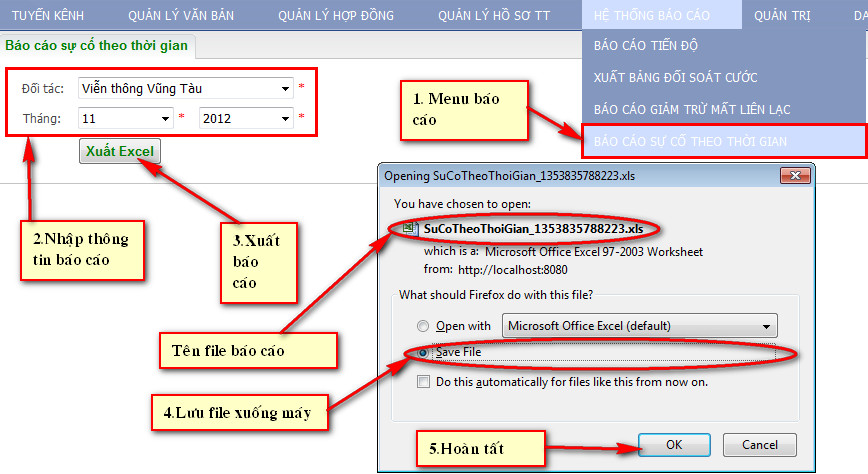 TUYẾN KÊNH QUẢN LÝ VĂN BẢN QUẢN LÝ HỢP ĐỒNG QUẢN LÝ HỒ SƠ TT HỆ THỐNG BÁO CÁO QUẢN TRỊ DA
BÁO CÁO TIẾN ĐỘ
XUẤT BẢNG ĐỐI SOÁT CƯỚC
BÁO CÁO GIẢM TRỪ MẤT LIÊN LẠC
BÁO CÁO SỰ CỐ THEO THỜI GIAN
Báo cáo sự cố theo thời gian
Đối tác: Viễn thông Vũng Tàu *
Tháng: 11 * 2012 *
Xuất Excel
1. Menu báo
cáo
2.Nhập thông
tin báo cáo
3.Xuất
báo
cáo
Opening SuCoTheoThoiGian_1353835788223.xls
You have chosen to open:
SuCoTheoThoiGian_1353835788223.xls
which is a: Microsoft Office Excel 97-2003 Worksheet
from: http://localhost:8080
What should Firefox do with this file?
Open with Microsoft Office Excel (default)
Save File
Do this automatically for files like this from now on.
OK Cancel
Tên file báo cáo
4.Lưu file xuống máy
5.Hoàn tất